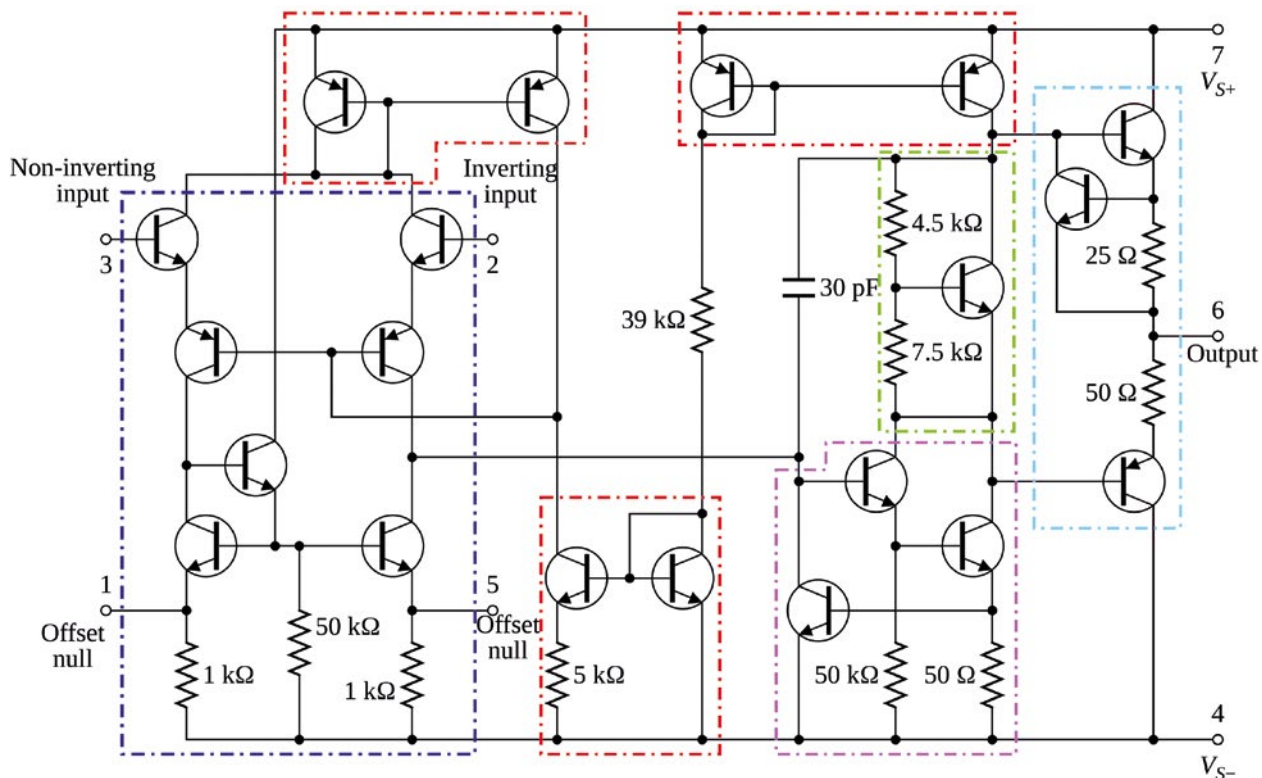 7
V_{S+}
Non-inverting
input
Inverting
input
3
2
4.5 kΩ
25 Ω
30 pF
39 kΩ
7.5 kΩ
6
Output
50 Ω
1
5
Offset
null
50 kΩ
Offset
null
1 kΩ
1 kΩ
5 kΩ
50 kΩ
50 Ω
4
V_{S−}